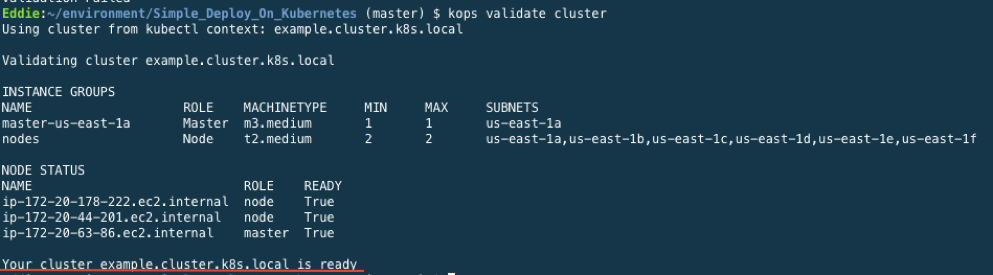 Validation Failed
Eddie:~/environment/Simple_Deploy_On_Kubernetes (master) $ kops validate cluster
Using cluster from kubectl context: example.cluster.k8s.local
Validating cluster example.cluster.k8s.local
INSTANCE GROUPS
NAME ROLE MACHINETYPE MIN MAX SUBNETS
master-us-east-1a Master m3.medium 1 1 us-east-1a
nodes Node t2.medium 2 2 us-east-1a,us-east-1b,us-east-1c,us-east-1d,us-east-1e,us-east-1f
NODE STATUS
NAME ROLE READY
ip-172-20-178-222.ec2.internal node True
ip-172-20-44-201.ec2.internal node True
ip-172-20-63-86.ec2.internal master True
Your cluster example.cluster.k8s.local is ready